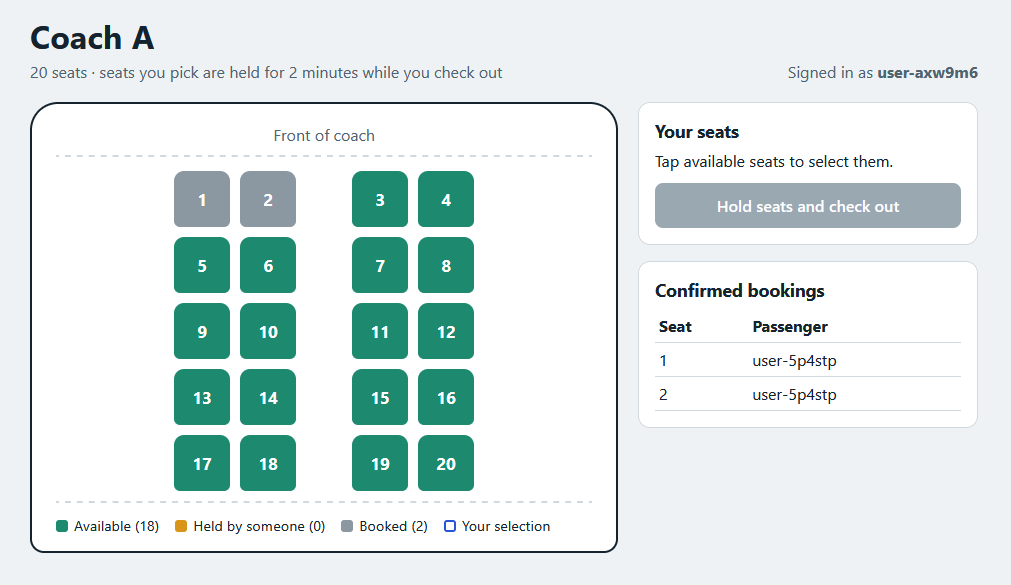 Coach A
20 seats · seats you pick are held for 2 minutes while you check out
Signed in as user-axw9m6
Front of coach
1 2 3 4
5 6 7 8
9 10 11 12
13 14 15 16
17 18 19 20
Available (18) Held by someone (0) Booked (2) Your selection
Your seats
Tap available seats to select them.
Hold seats and check out
Confirmed bookings
Seat Passenger
1 user-5p4stp
2 user-5p4stp